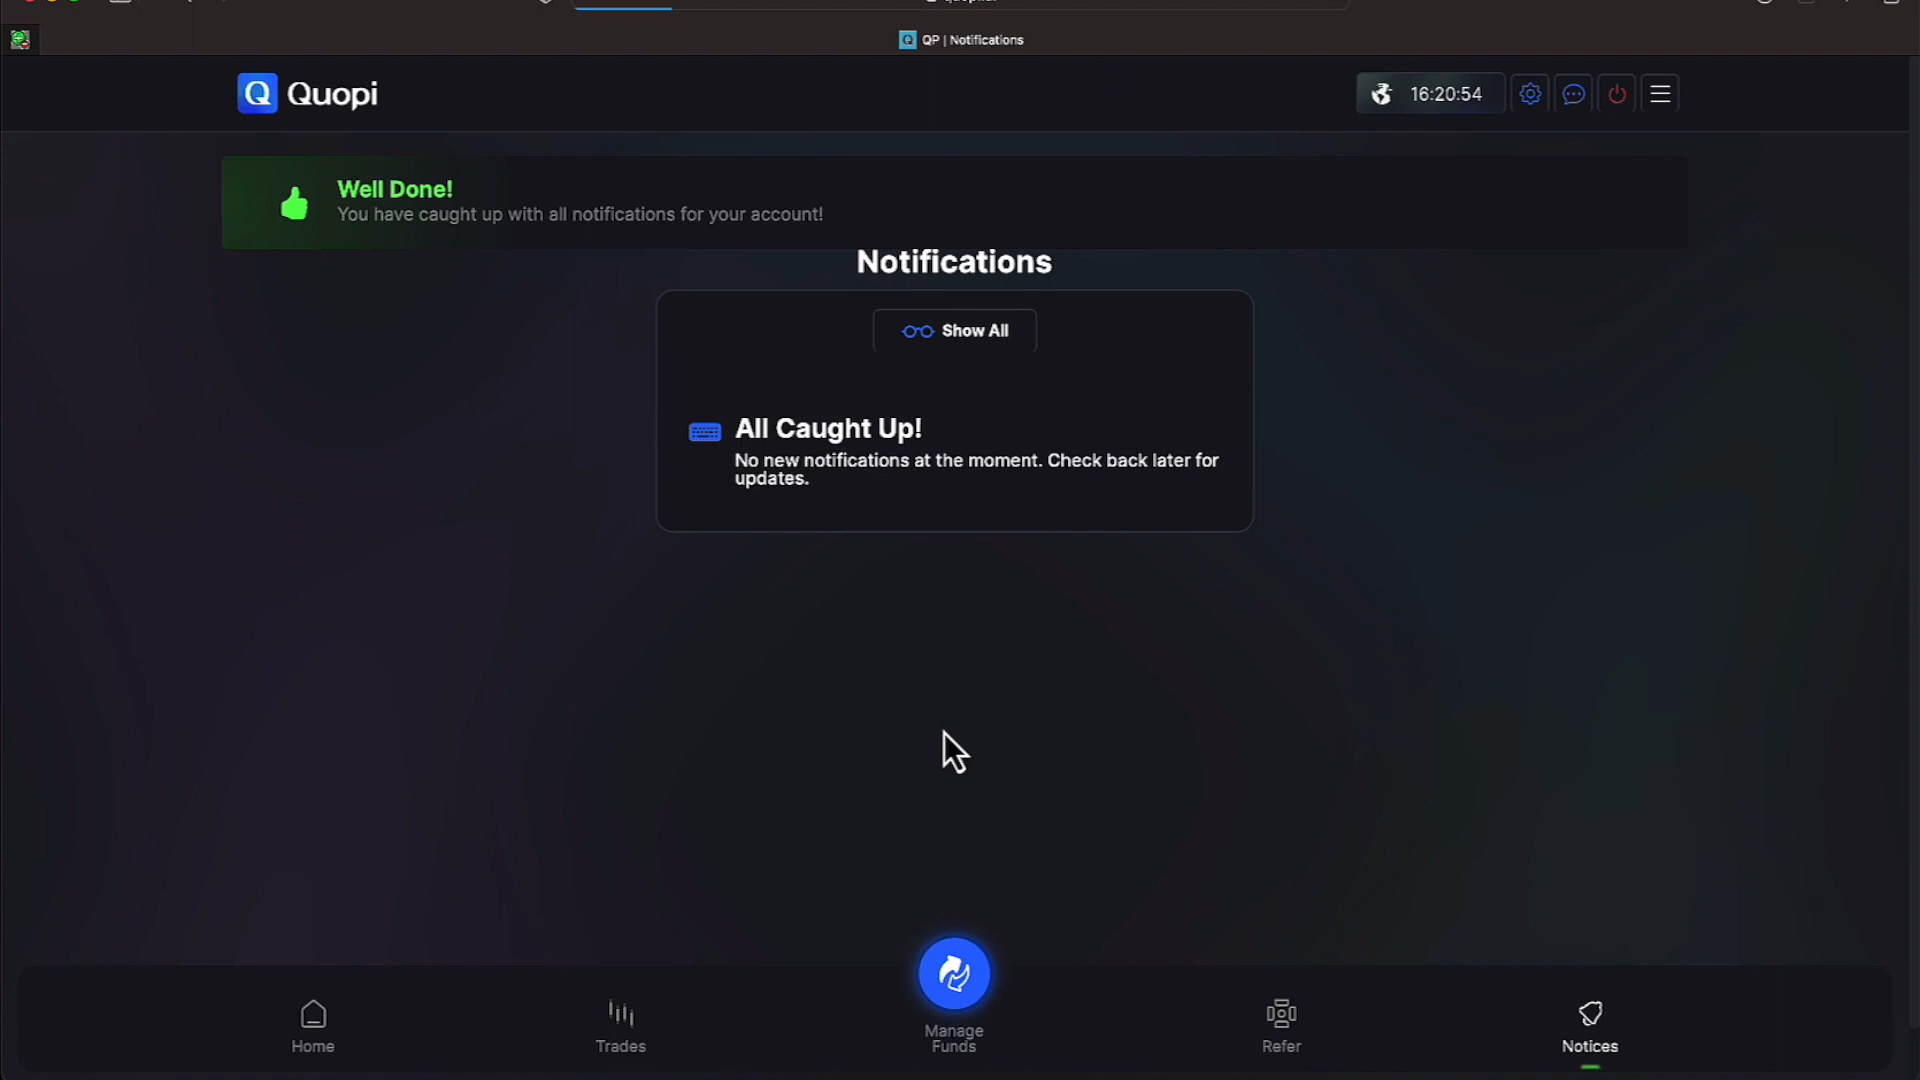 QP | Notifications
Quopi
16:20:54
Well Done!
You have caught up with all notifications for your account!
Notifications
Show All
All Caught Up!
No new notifications at the moment. Check back later for
updates.
Home
Trades
Manage
Funds
Refer
Notices